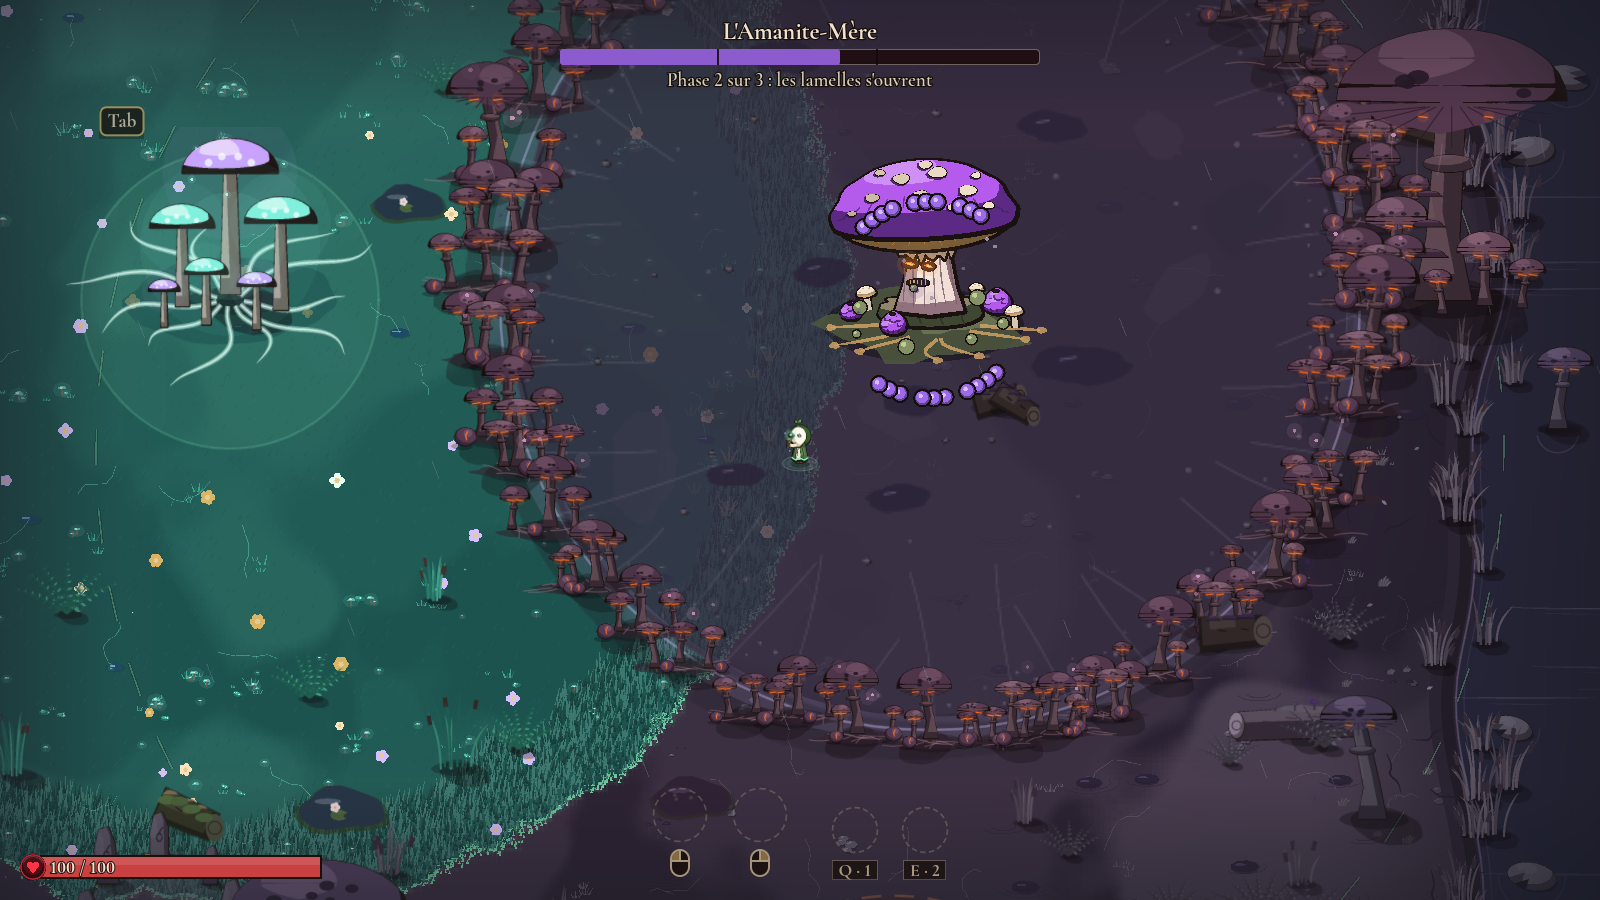 L'Amanite-Mère
Phase 2 sur 3 : les lamelles s'ouvrent
Tab
100 / 100
Q · 1
E · 2